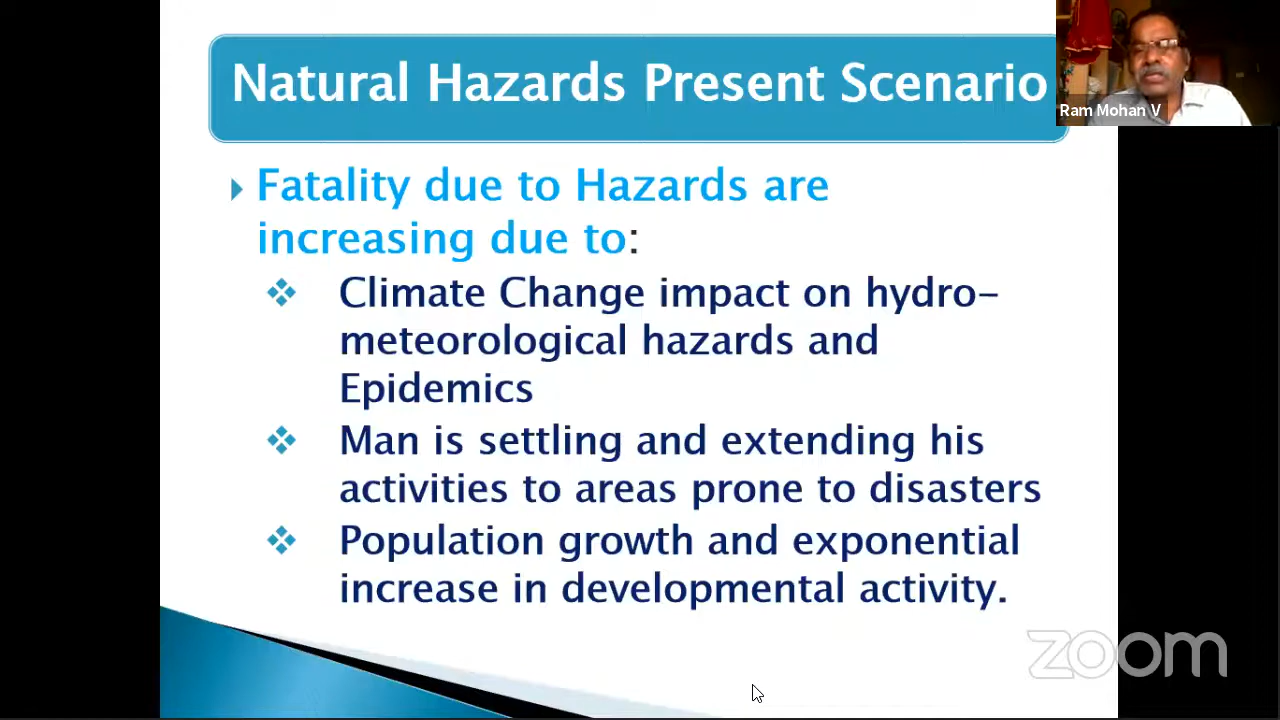 Natural Hazards Present Scenario
Ram Mohan V
Fatality due to Hazards are
increasing due to:
Climate Change impact on hydro-
meteorological hazards and
Epidemics
Man is settling and extending his
activities to areas prone to disasters
Population growth and exponential
increase in developmental activity.
zoom